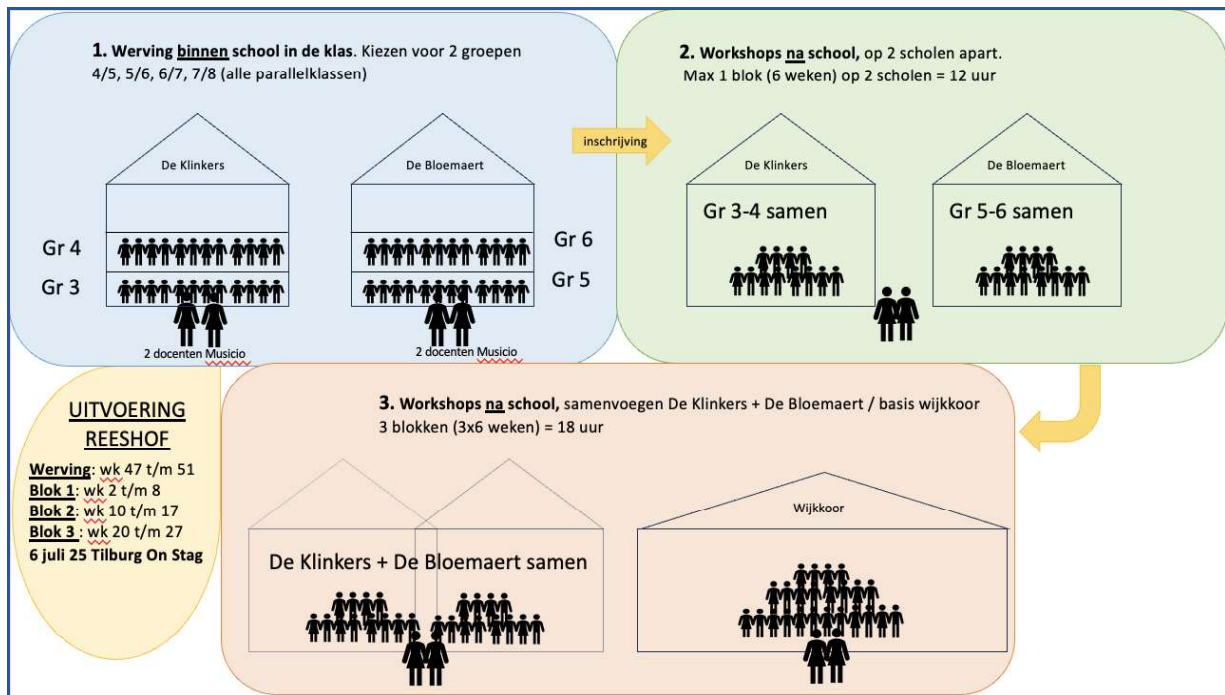 1. Werving binnen school in de klas. Kiezen voor 2 groepen
4/5, 5/6, 6/7, 7/8 (alle parallelklassen)
De Klinkers
De Bloemaert
Gr 4
Gr 3
Gr 6
Gr 5
2 docenten Musicio
2 docenten Musicio
inschrijving
2. Workshops na school, op 2 scholen apart.
Max 1 blok (6 weken) op 2 scholen = 12 uur
De Klinkers
De Bloemaert
Gr 3-4 samen
Gr 5-6 samen
3. Workshops na school, samenvoegen De Klinkers + De Bloemaert / basis wijkkoor
3 blokken (3x6 weken) = 18 uur
De Klinkers + De Bloemaert samen
Wijkkoor
UITVOERING
REESHOF
Werving: wk 47 t/m 51
Blok 1: wk 2 t/m 8
Blok 2: wk 10 t/m 17
Blok 3 : wk 20 t/m 27
6 juli 25 Tilburg On Stag